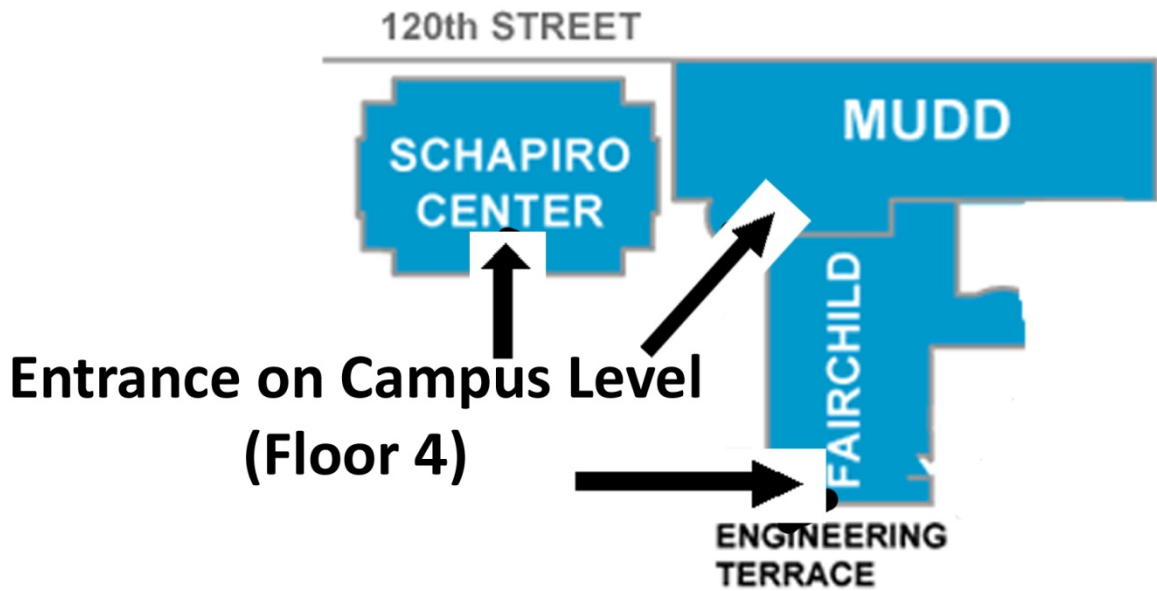 120th STREET
MUDD
SCHAPIRO
CENTER
FAIRCHILD
Entrance on Campus Level
(Floor 4)
ENGINEERING
TERRACE